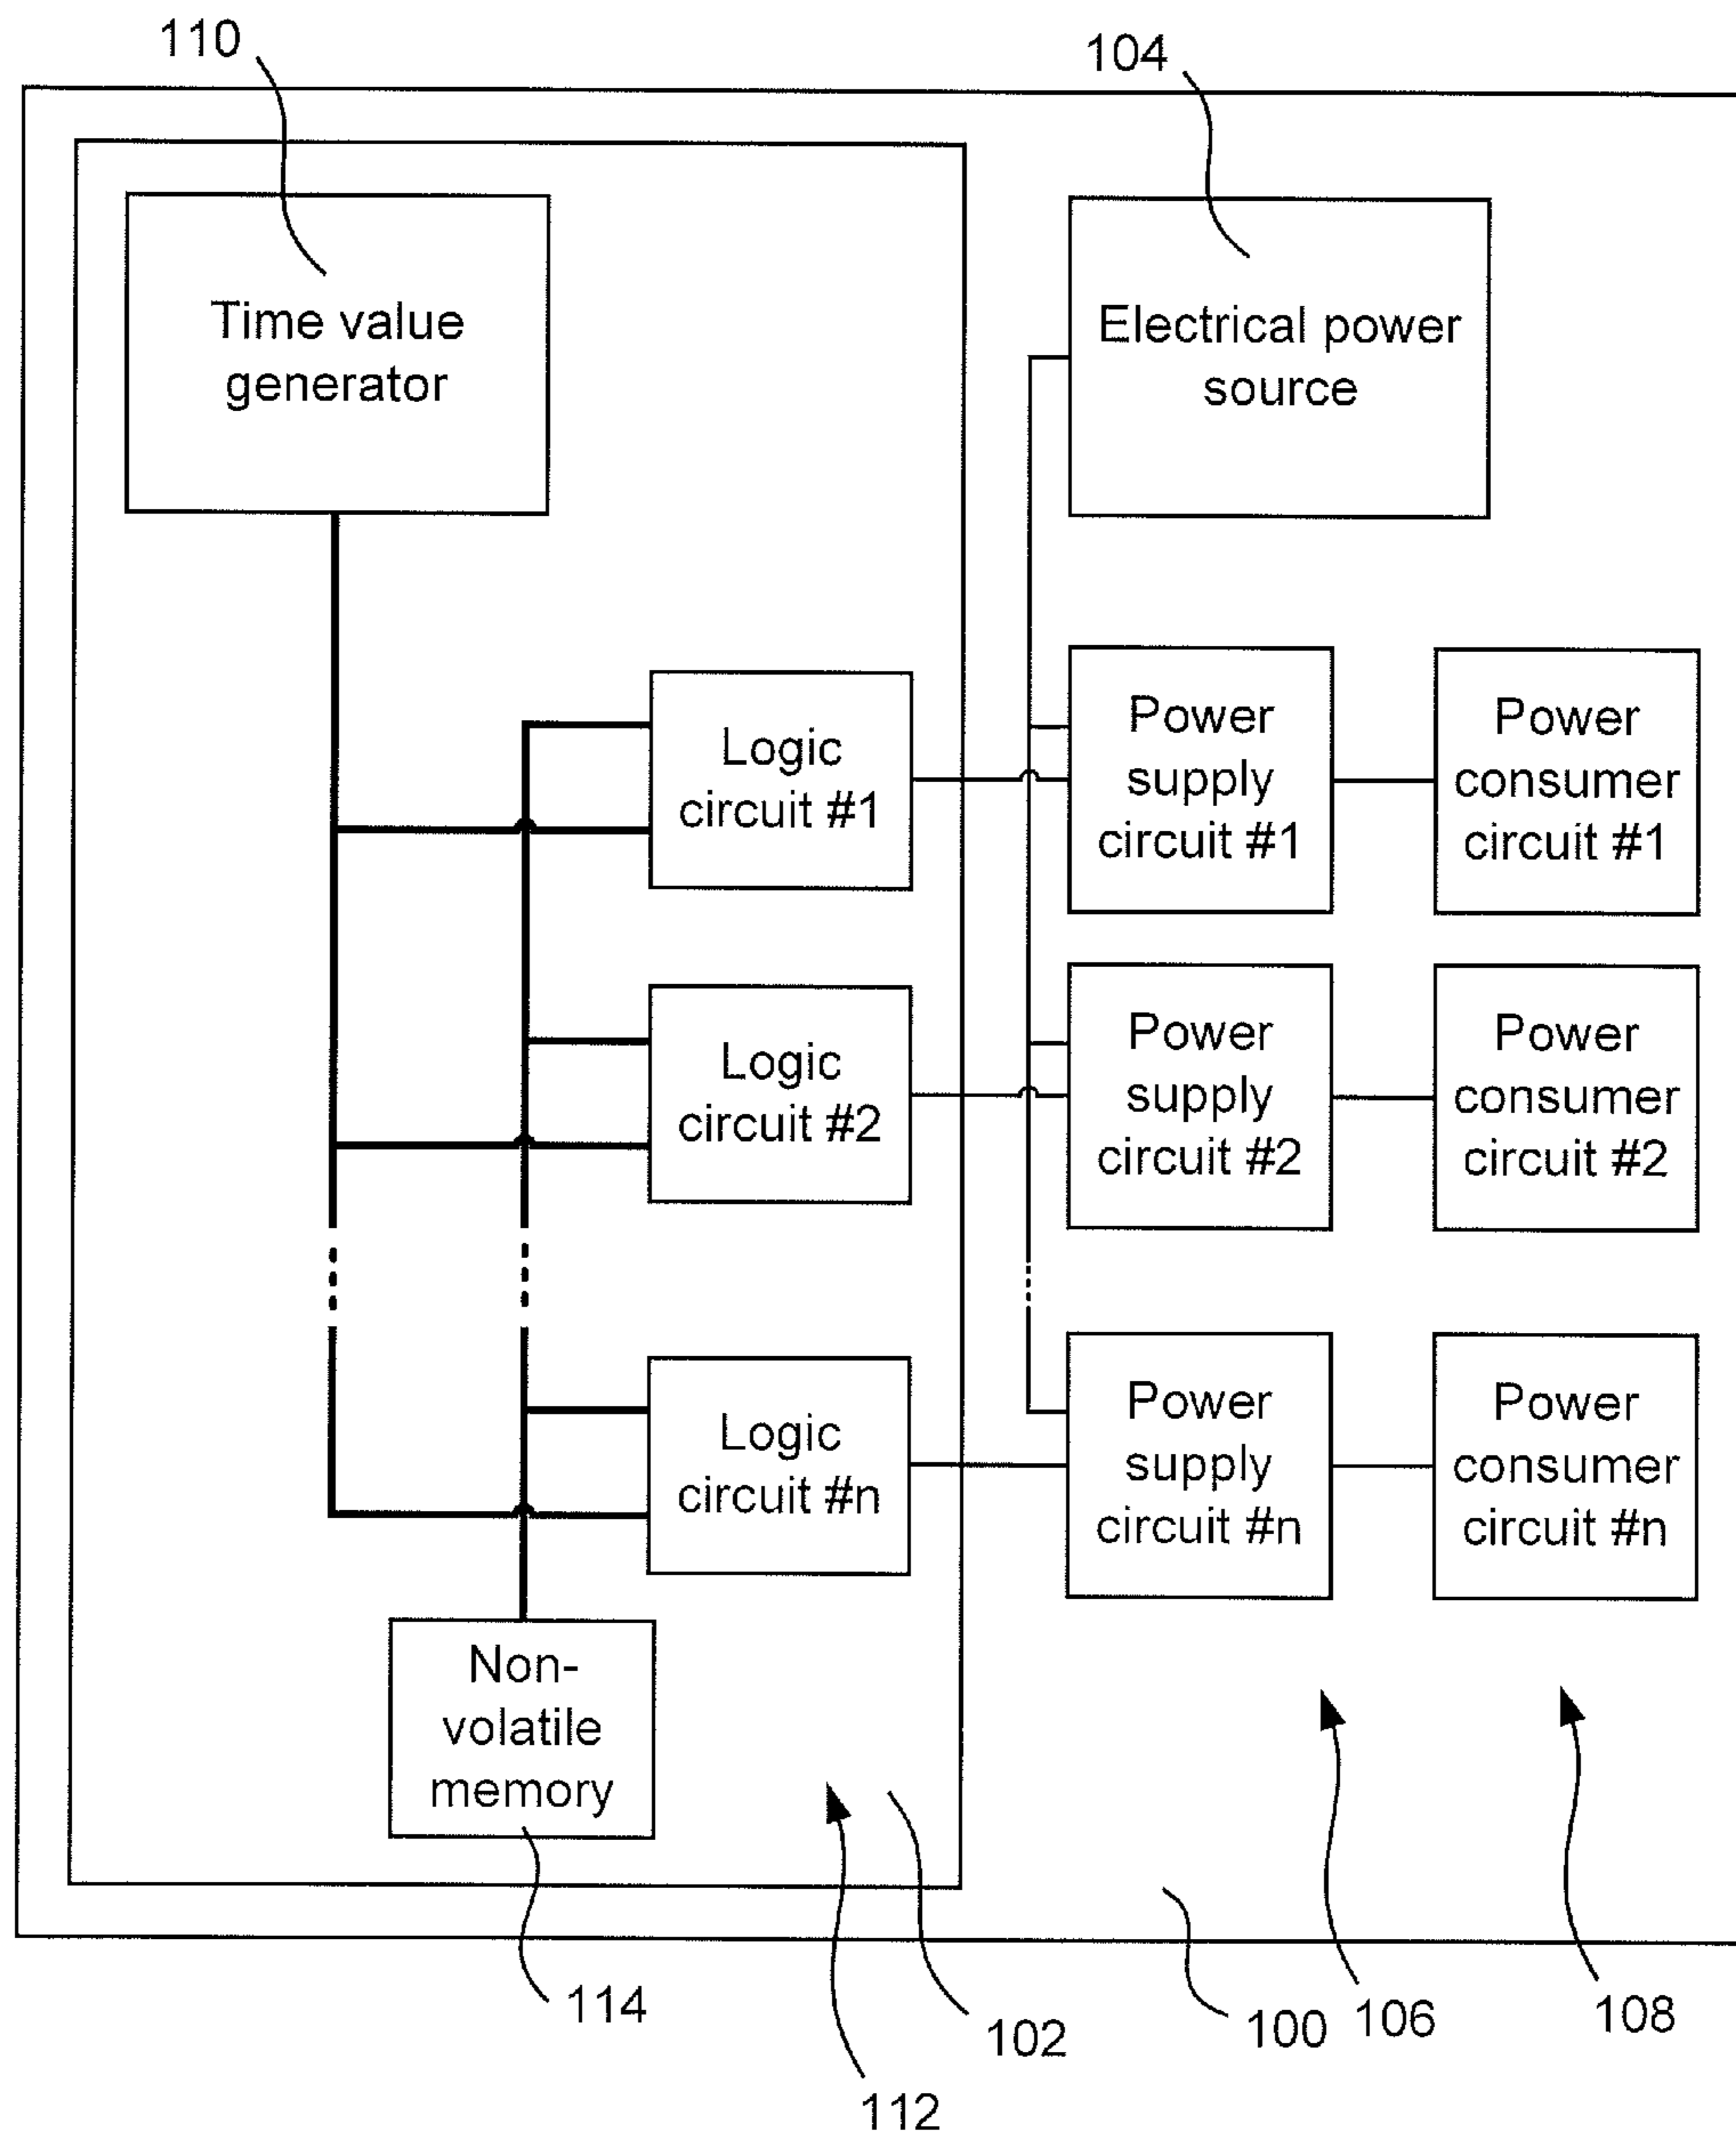 110
104
Time value
generator
Electrical power
source
Logic
circuit #1
Power
supply
circuit #1
Power
consumer
circuit #1
Logic
circuit #2
Power
supply
circuit #2
Power
consumer
circuit #2
Logic
circuit #n
Power
supply
circuit #n
Power
consumer
circuit #n
Non-
volatile
memory
114
102
100
106
108
112